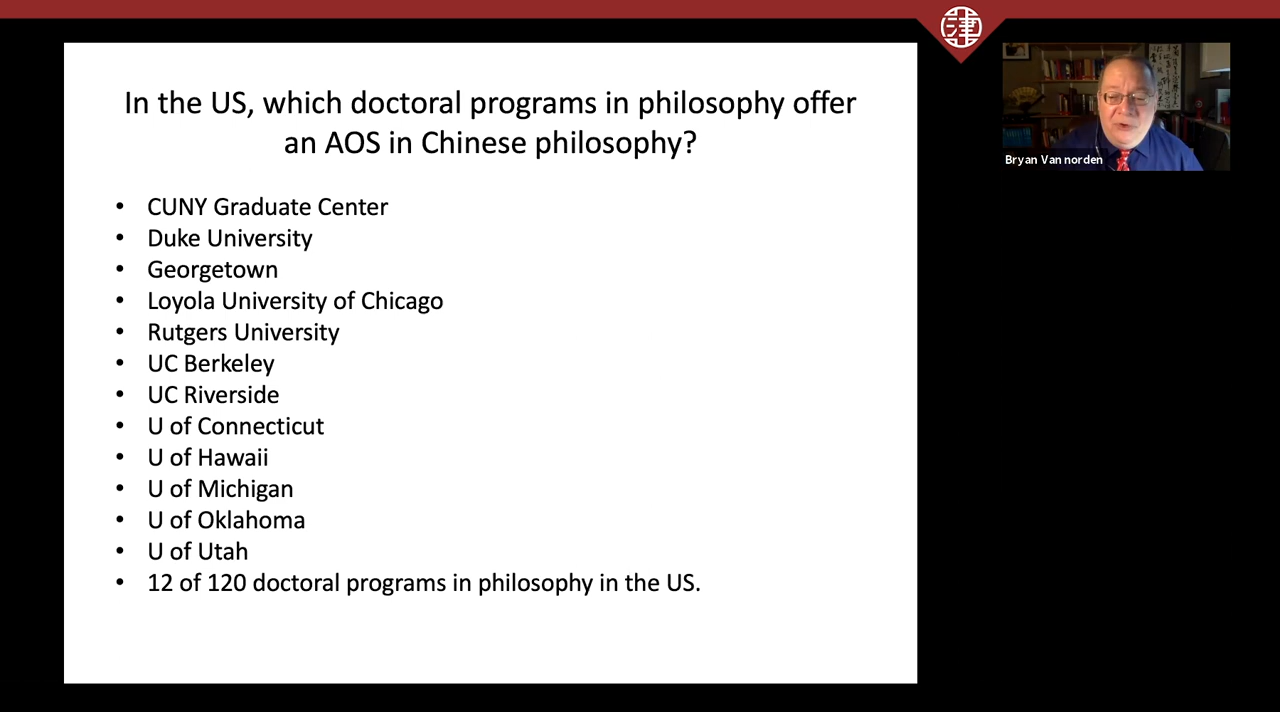 In the US, which doctoral programs in philosophy offer
an AOS in Chinese philosophy?
• CUNY Graduate Center
• Duke University
• Georgetown
• Loyola University of Chicago
• Rutgers University
• UC Berkeley
• UC Riverside
• U of Connecticut
• U of Hawaii
• U of Michigan
• U of Oklahoma
• U of Utah
• 12 of 120 doctoral programs in philosophy in the US.
Bryan Van norden